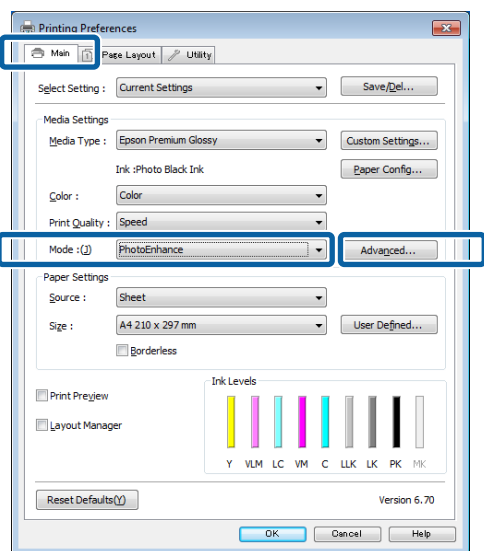 Printing Preferences
Main Page Layout Utility
Select Setting : Current Settings Save/Del...
Media Settings
Media Type : Epson Premium Glossy Custom Settings...
Ink :Photo Black Ink Paper Config...
Color : Color
Print Quality : Speed
Mode :(J) PhotoEnhance Advanced...
Paper Settings
Source : Sheet
Size : A4 210 x 297 mm User Defined...
Borderless
Ink Levels
Print Preview
Layout Manager
Y VLM LC VM C LLK LK PK MK
Reset Defaults(Y) Version 6.70
OK Cancel Help